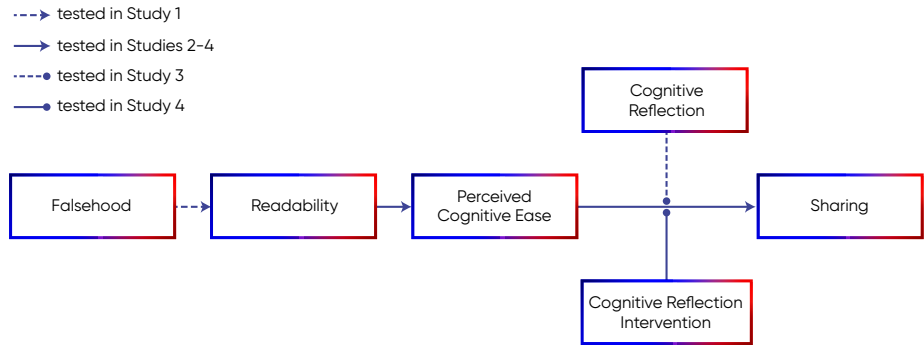 tested in Study 1
tested in Studies 2-4
tested in Study 3
tested in Study 4
Cognitive
Reflection
Falsehood
Readability
Perceived
Cognitive Ease
Sharing
Cognitive Reflection
Intervention